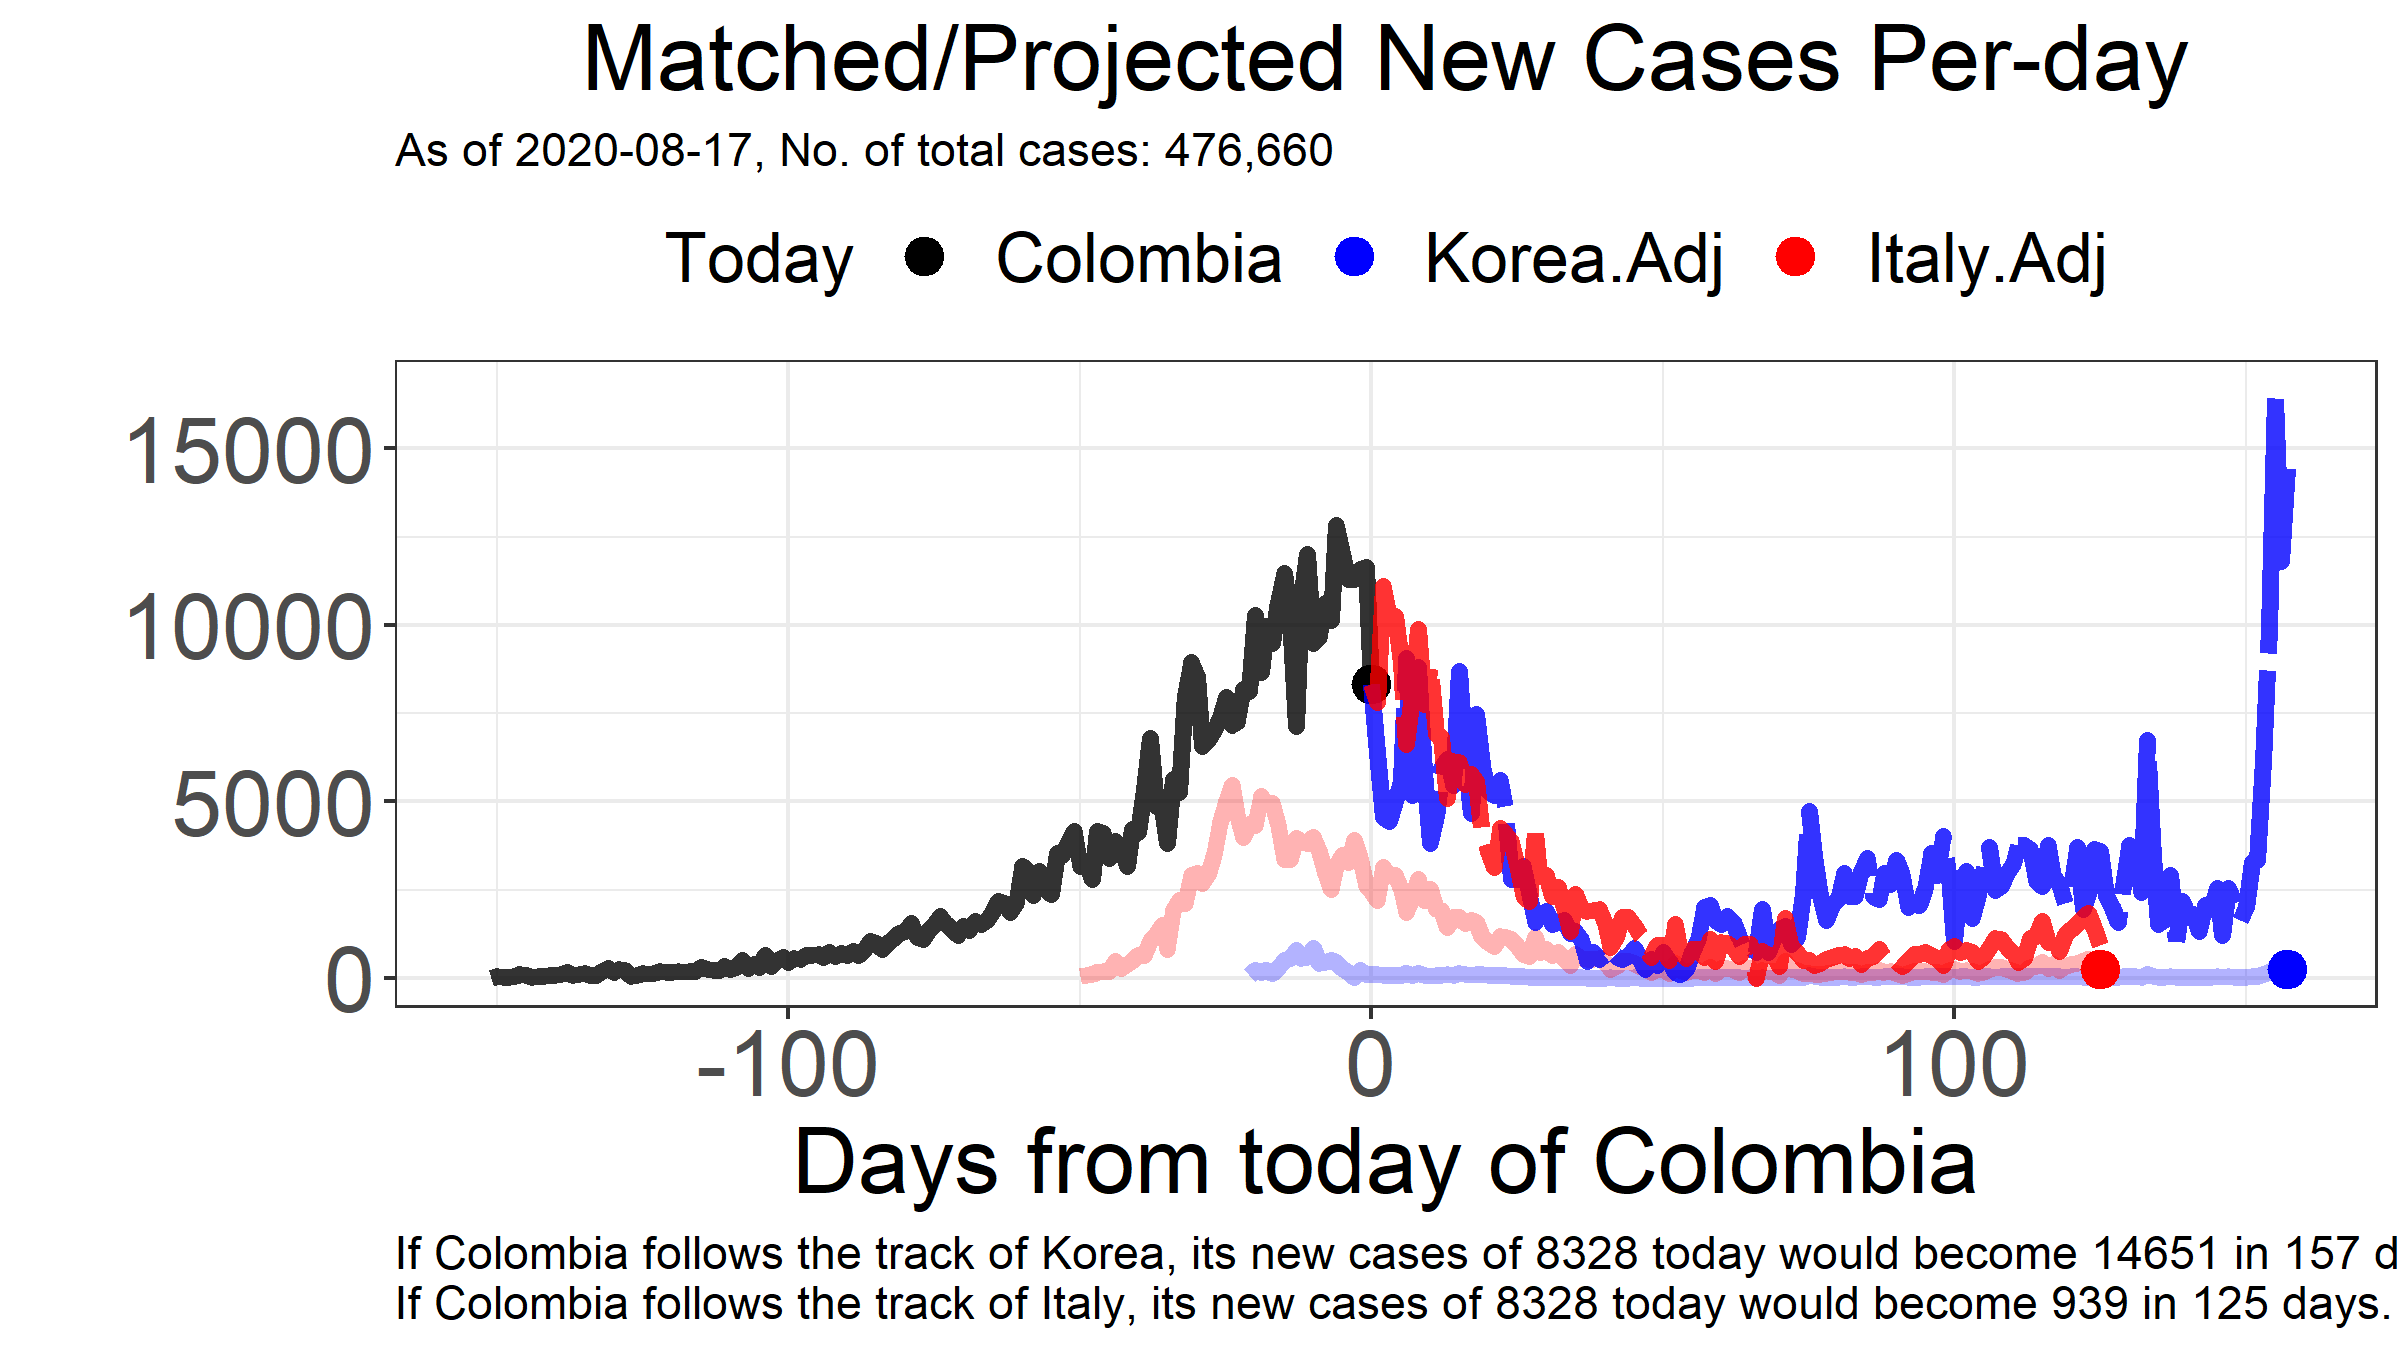 Matched/Projected New Cases Per-day
As of 2020-08-17, No. of total cases: 476,660
Today Colombia Korea.Adj Italy.Adj
15000
10000
5000
0
-100 0 100
Days from today of Colombia
If Colombia follows the track of Korea, its new cases of 8328 today would become 14651 in 157 d
If Colombia follows the track of Italy, its new cases of 8328 today would become 939 in 125 days.